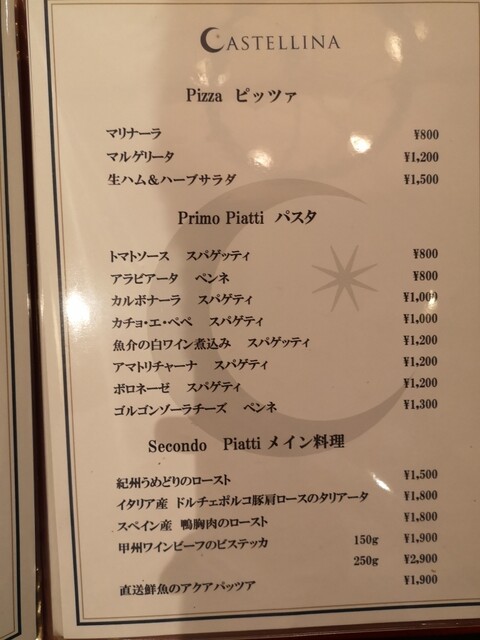 CASTELLINA
Pizza ピッツァ
マリナーラ ¥800
マルゲリータ ¥1,200
生ハム＆ハーブサラダ ¥1,500
Primo Piatti パスタ
トマトソース スパゲッティ ¥800
アラビアータ ペンネ ¥800
カルボナーラ スパゲティ ¥1,000
カチョ・エ・ペペ スパゲティ ¥1,000
魚介の白ワイン煮込み スパゲッティ ¥1,200
アマトリチャーナ スパゲティ ¥1,200
ボロネーゼ スパゲティ ¥1,200
ゴルゴンゾーラチーズ ペンネ ¥1,300
Secondo Piatti メイン料理
紀州うめどりのロースト ¥1,500
イタリア産 ドルチェポルコ豚肩ロースのタリアータ ¥1,800
スペイン産 鴨胸肉のロースト ¥1,800
甲州ワインビーフのビステッカ 150g ¥1,900
250g ¥2,900
直送鮮魚のアクアパッツア ¥1,900